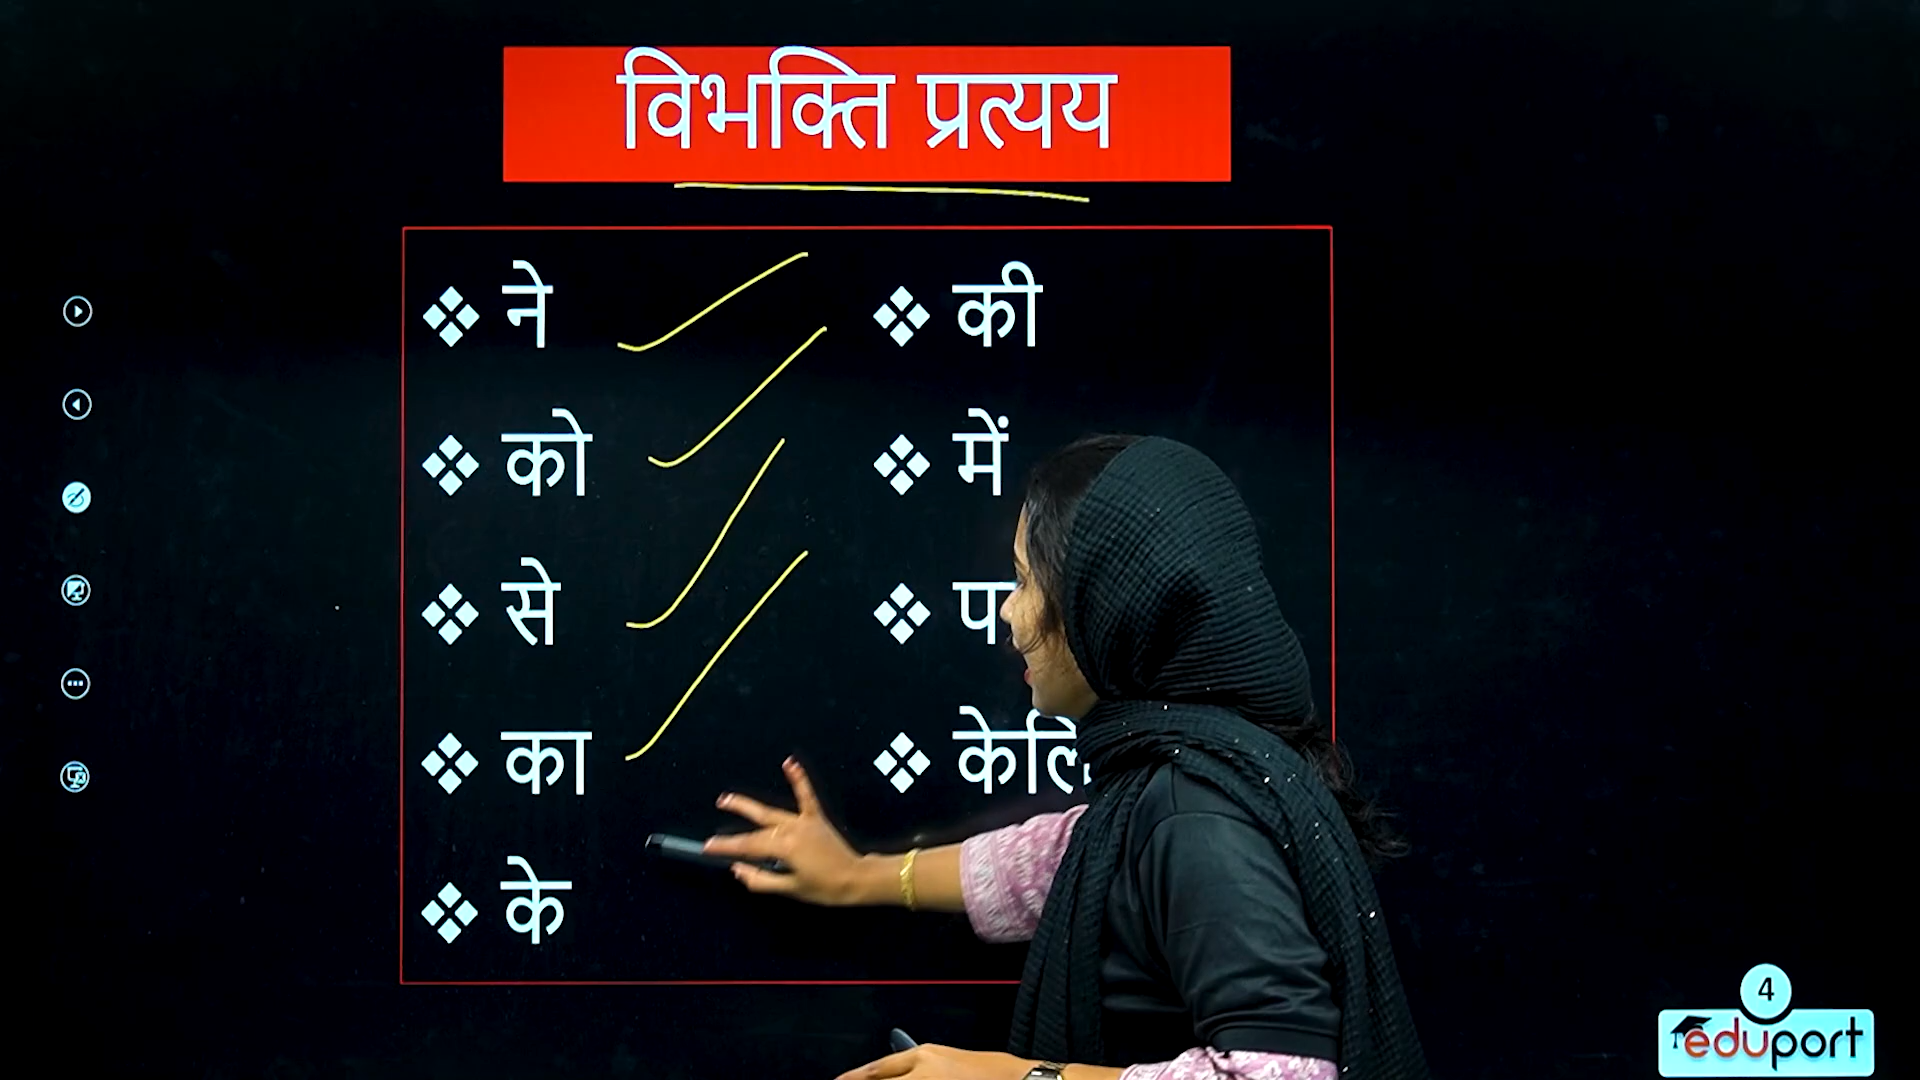 विभक्ति प्रत्यय
ने
को
से
का
के
की
में
4
eduport